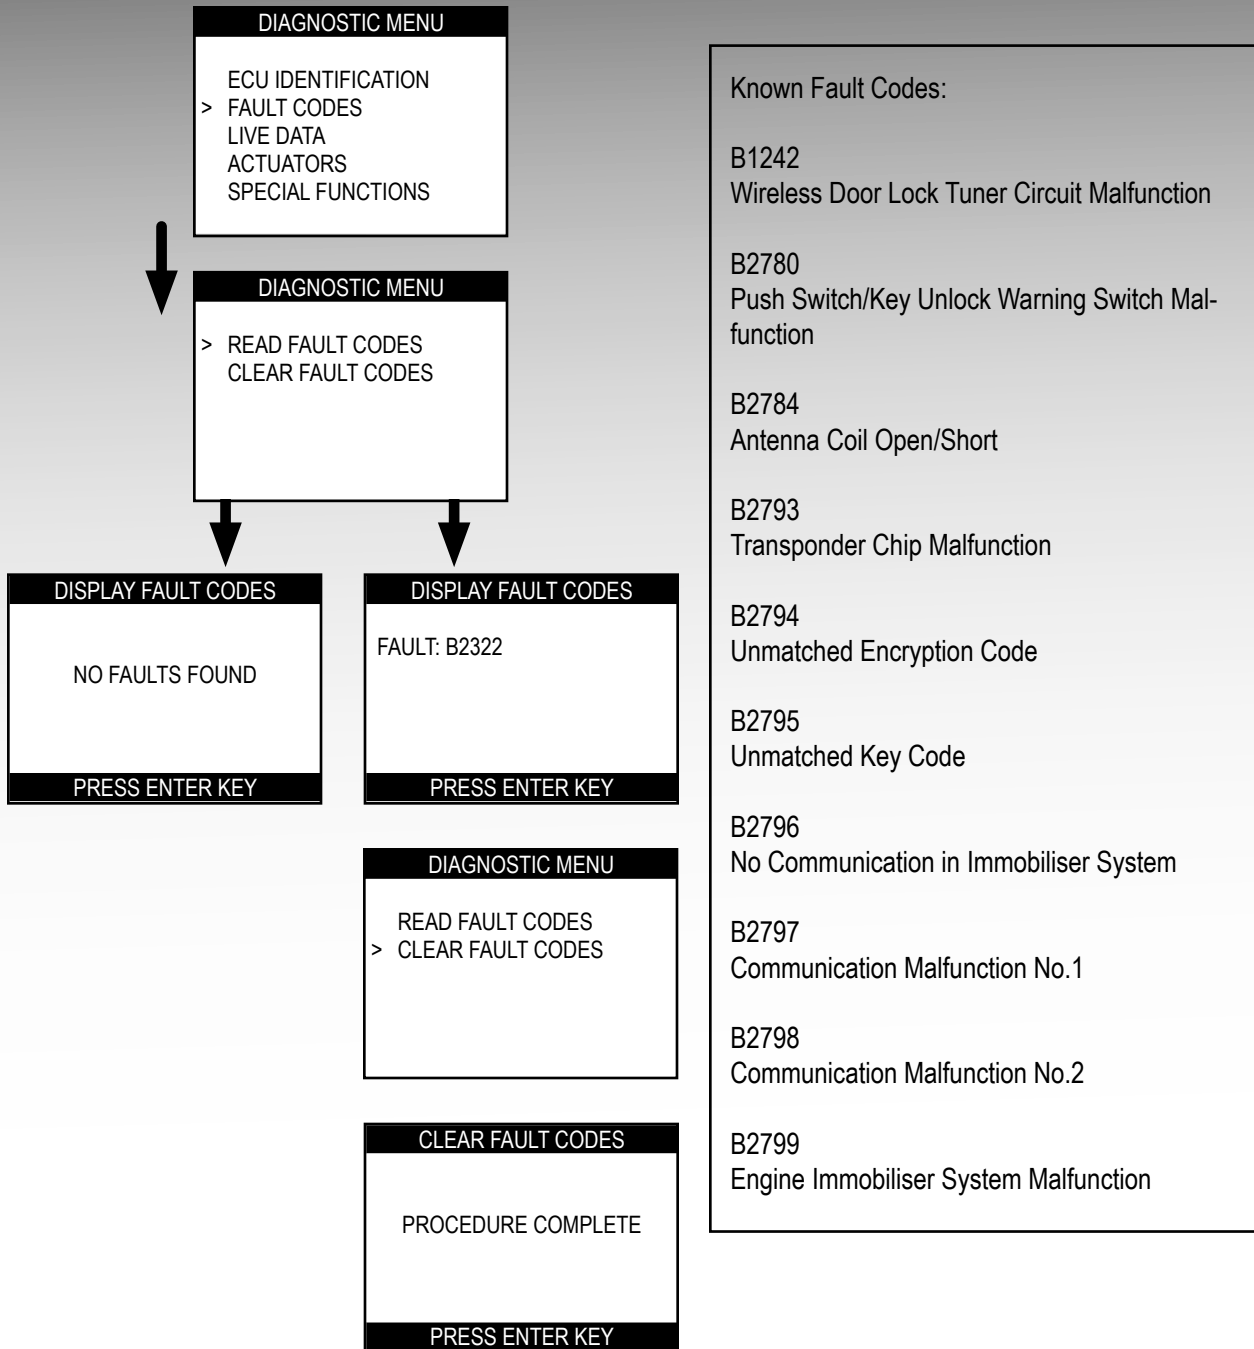 DIAGNOSTIC MENU
ECU IDENTIFICATION
> FAULT CODES
LIVE DATA
ACTUATORS
SPECIAL FUNCTIONS
DIAGNOSTIC MENU
> READ FAULT CODES
CLEAR FAULT CODES
DISPLAY FAULT CODES
NO FAULTS FOUND
PRESS ENTER KEY
DISPLAY FAULT CODES
FAULT: B2322
PRESS ENTER KEY
DIAGNOSTIC MENU
READ FAULT CODES
> CLEAR FAULT CODES
CLEAR FAULT CODES
PROCEDURE COMPLETE
PRESS ENTER KEY
Known Fault Codes:
B1242
Wireless Door Lock Tuner Circuit Malfunction
B2780
Push Switch/Key Unlock Warning Switch Mal-
function
B2784
Antenna Coil Open/Short
B2793
Transponder Chip Malfunction
B2794
Unmatched Encryption Code
B2795
Unmatched Key Code
B2796
No Communication in Immobiliser System
B2797
Communication Malfunction No.1
B2798
Communication Malfunction No.2
B2799
Engine Immobiliser System Malfunction